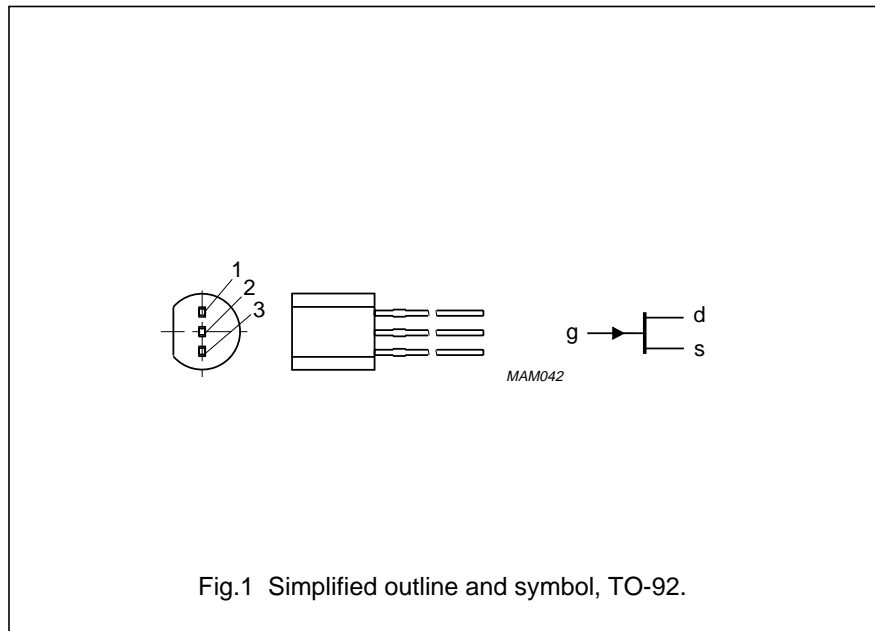 1
2
3
d
g
s
MAM042
Fig.1 Simplified outline and symbol, TO-92.